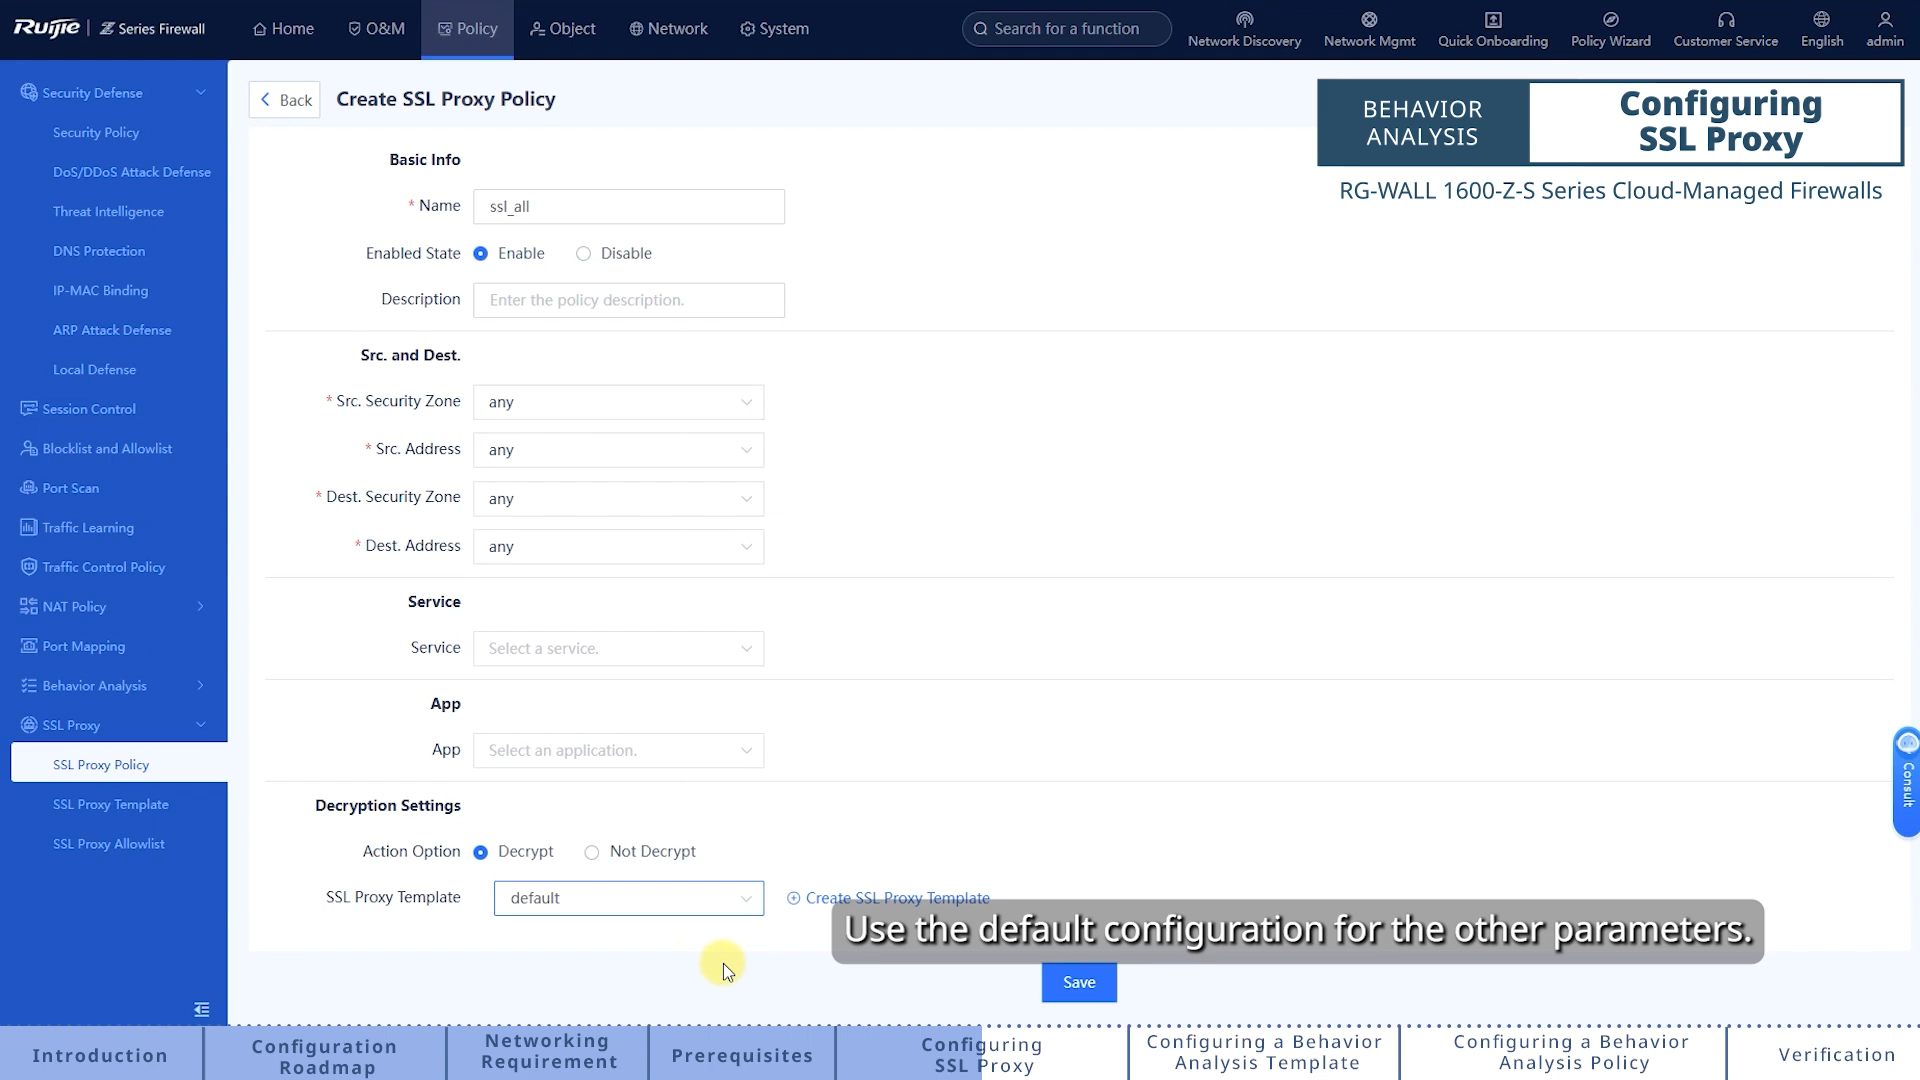 Ruijie | Z Series Firewall
Home
O&M
Policy
Object
Network
System
Search for a function
Network Discovery
Network Mgmt
Quick Onboarding
Policy Wizard
Customer Service
English
admin
Security Defense
Security Policy
DoS/DDoS Attack Defense
Threat Intelligence
DNS Protection
IP-MAC Binding
ARP Attack Defense
Local Defense
Session Control
Blocklist and Allowlist
Port Scan
Traffic Learning
Traffic Control Policy
NAT Policy
Port Mapping
Behavior Analysis
SSL Proxy
SSL Proxy Policy
SSL Proxy Template
SSL Proxy Allowlist
Back
Create SSL Proxy Policy
BEHAVIOR
ANALYSIS
Configuring
SSL Proxy
RG-WALL 1600-Z-S Series Cloud-Managed Firewalls
Basic Info
* Name ssl_all
Enabled State Enable Disable
Description Enter the policy description.
Src. and Dest.
* Src. Security Zone any
* Src. Address any
* Dest. Security Zone any
* Dest. Address any
Service
Service Select a service.
App
App Select an application.
Decryption Settings
Action Option Decrypt Not Decrypt
SSL Proxy Template default Create SSL Proxy Template
Use the default configuration for the other parameters.
Save
Consult
Introduction
Configuration
Roadmap
Networking
Requirement
Prerequisites
Configuring
SSL Proxy
Configuring a Behavior
Analysis Template
Configuring a Behavior
Analysis Policy
Verification